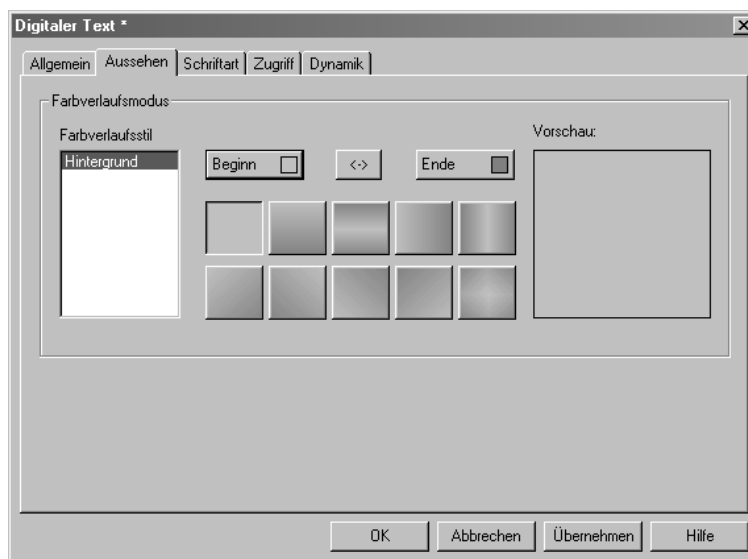 Digitaler Text *
Allgemein Aussehen Schriftart Zugriff Dynamik
Farbverlaufsmodus
Farbverlaufsstil
Vorschau:
Hintergrund
Beginn <-> Ende
OK Abbrechen Übernehmen Hilfe